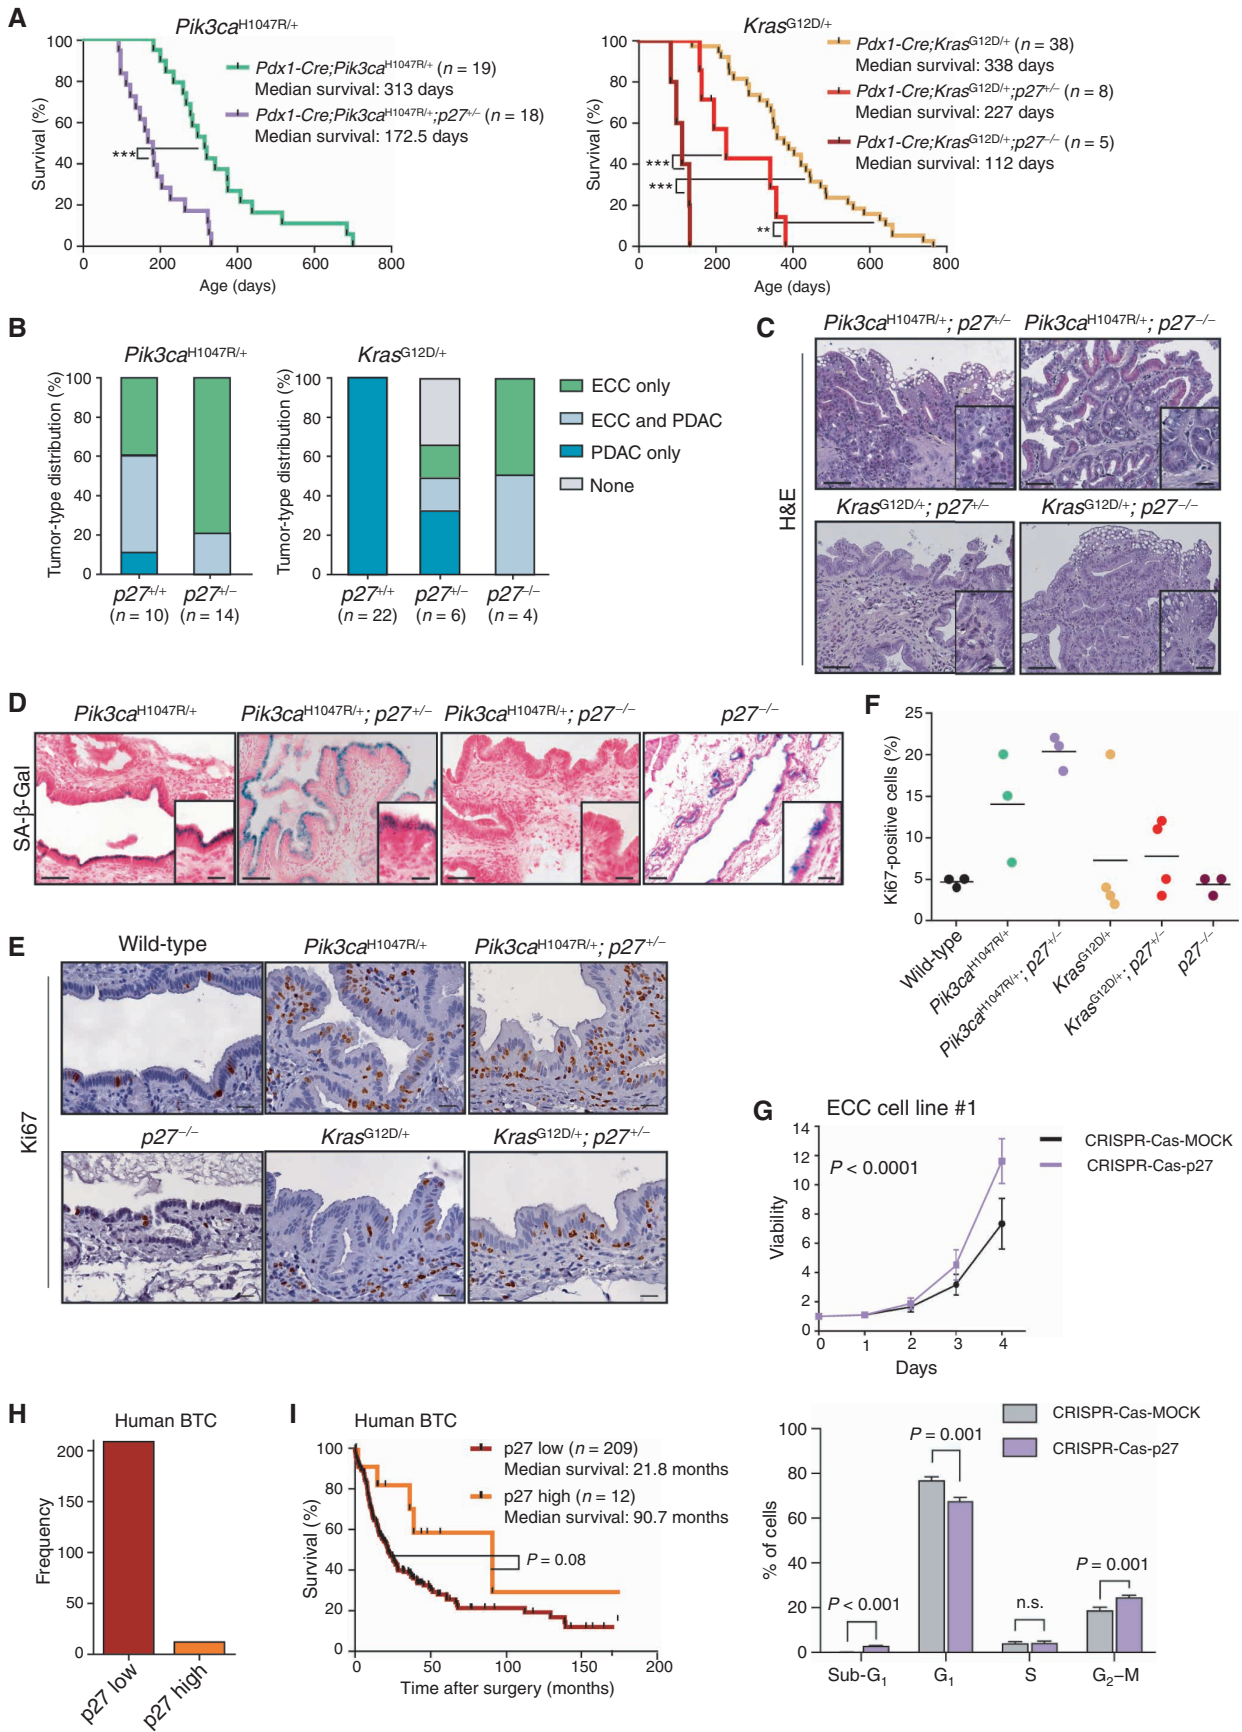 A
Pik3caH1047R/+
Survival (%)
100
80
60
40
20
0
0 200 400 600 800
Age (days)
***
Pdx1-Cre;Pik3caH1047R/+ (n = 19)
Median survival: 313 days
Pdx1-Cre;Pik3caH1047R/+;p27+/– (n = 18)
Median survival: 172.5 days
KrasG12D/+
Survival (%)
100
80
60
40
20
0
0 200 400 600 800
Age (days)
***
***
**
Pdx1-Cre;KrasG12D/+ (n = 38)
Median survival: 338 days
Pdx1-Cre;KrasG12D/+;p27+/– (n = 8)
Median survival: 227 days
Pdx1-Cre;KrasG12D/+;p27–/– (n = 5)
Median survival: 112 days
B
Pik3caH1047R/+
Tumor-type distribution (%)
100
80
60
40
20
0
p27+/+ p27+/–
(n = 10) (n = 14)
KrasG12D/+
Tumor-type distribution (%)
100
80
60
40
20
0
p27+/+ p27+/– p27–/–
(n = 22) (n = 6) (n = 4)
ECC only
ECC and PDAC
PDAC only
None
C
Pik3caH1047R/+; p27+/– Pik3caH1047R/+; p27–/–
H&E
KrasG12D/+; p27+/– KrasG12D/+; p27–/–
D
Pik3caH1047R/+ Pik3caH1047R/+; p27+/– Pik3caH1047R/+; p27–/– p27–/–
SA-β-Gal
E
Wild-type Pik3caH1047R/+ Pik3caH1047R/+; p27+/–
Ki67
p27–/– KrasG12D/+ KrasG12D/+; p27+/–
F
Ki67-positive cells (%)
25
20
15
10
5
0
Wild-type
Pik3caH1047R/+
Pik3caH1047R/+; p27+/–
KrasG12D/+
KrasG12D/+; p27+/–
p27–/–
G
ECC cell line #1
Viability
14
12
10
8
6
4
2
0
P < 0.0001
0 1 2 3 4
Days
CRISPR-Cas-MOCK
CRISPR-Cas-p27
% of cells
100
80
60
40
20
0
P < 0.001
P = 0.001
n.s.
P = 0.001
Sub-G1 G1 S G2–M
CRISPR-Cas-MOCK
CRISPR-Cas-p27
H
Human BTC
Frequency
200
150
100
50
0
p27 low
p27 high
I
Human BTC
Survival (%)
100
80
60
40
20
0
0 50 100 150 200
Time after surgery (months)
p27 low (n = 209)
Median survival: 21.8 months
p27 high (n = 12)
Median survival: 90.7 months
P = 0.08